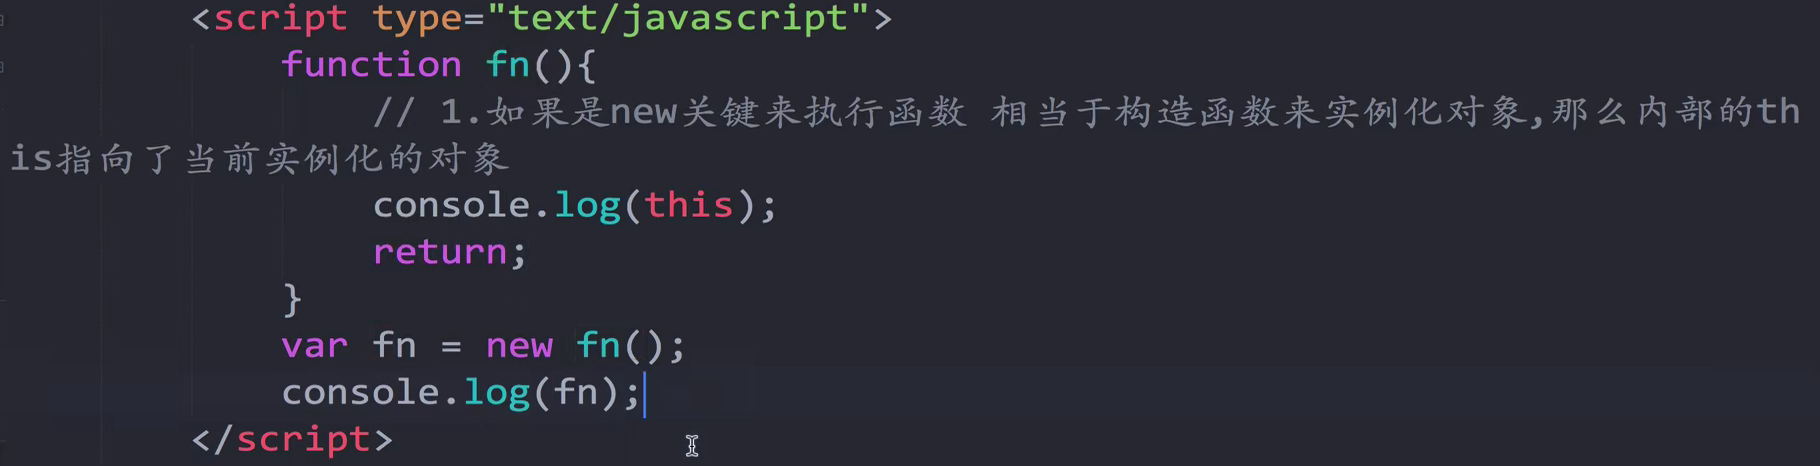 <script type="text/javascript">
function fn(){
// 1.如果是new关键来执行函数 相当于构造函数来实例化对象,那么内部的th
is指向了当前实例化的对象
console.log(this);
return;
}
var fn = new fn();
console.log(fn);
</script>